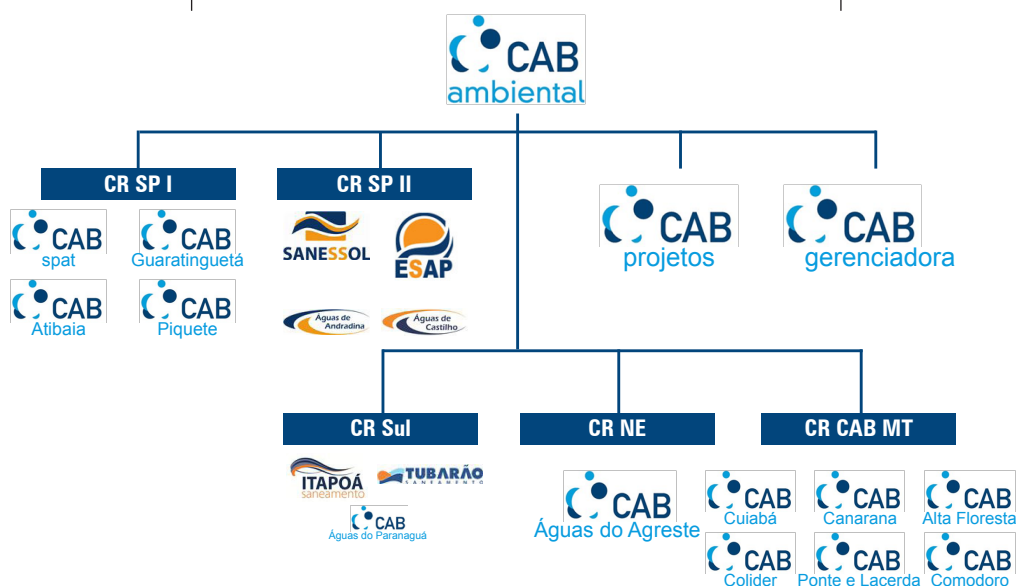 CAB
ambiental
CR SP I
CR SP II
CAB
spat
CAB
Guaratinguetá
CAB
Atibaia
CAB
Piquete
SANESSOL
ESAP
Águas de
Andradina
Águas de
Castilho
CAB
projetos
CAB
gerenciadora
CR Sul
CR NE
CR CAB MT
ITAPOÁ
saneamento
TUBARÃO
SANEAMENTO
CAB
Águas do Paranaguá
CAB
Águas do Agreste
CAB
Cuiabá
CAB
Canarana
CAB
Alta Floresta
CAB
Colider
CAB
Ponte e Lacerda
CAB
Comodoro